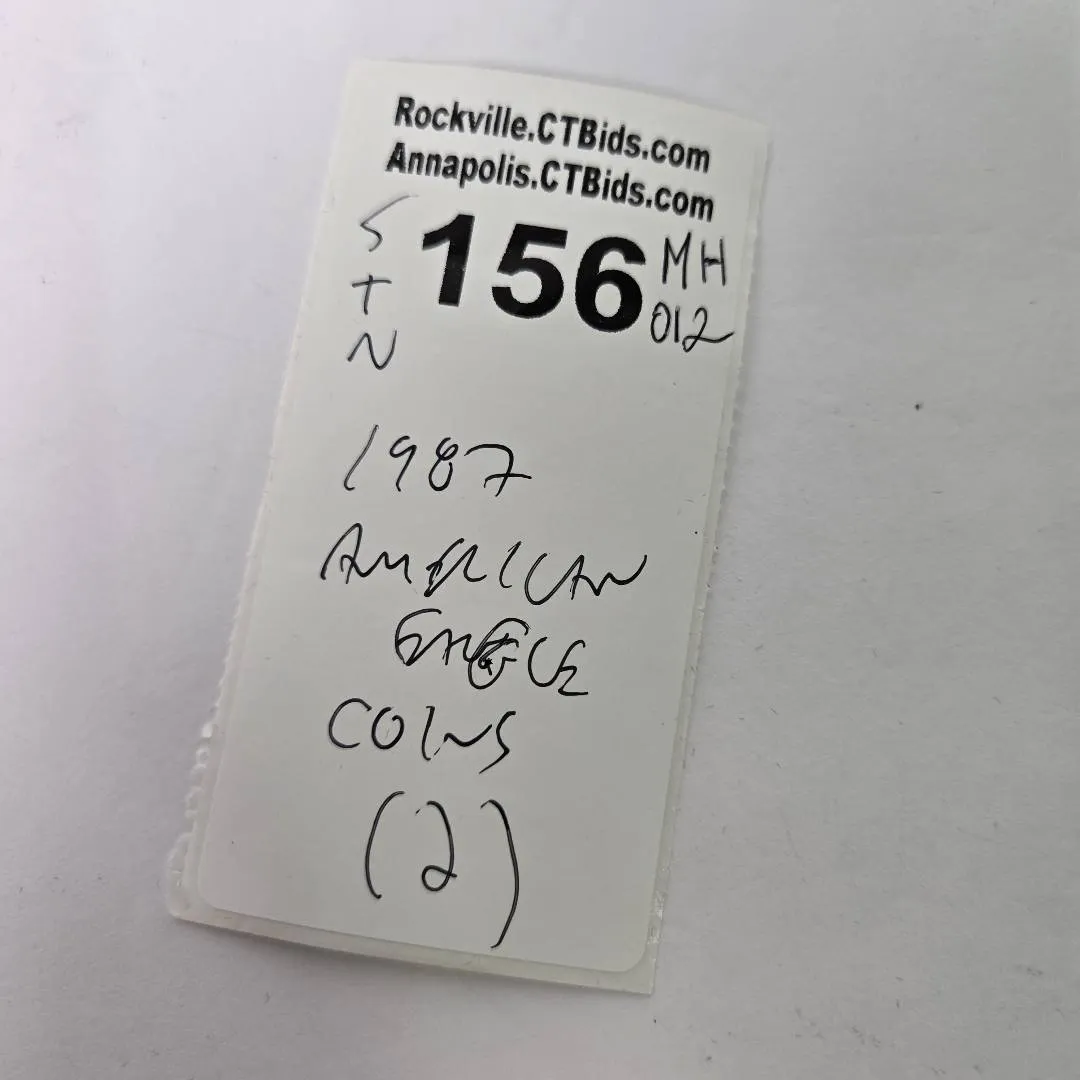 Rockville.CTBids.com
Annapolis.CTBids.com
S
T
N
156
MH
012
1987
AMERICAN
EAGLE
COINS
(2)